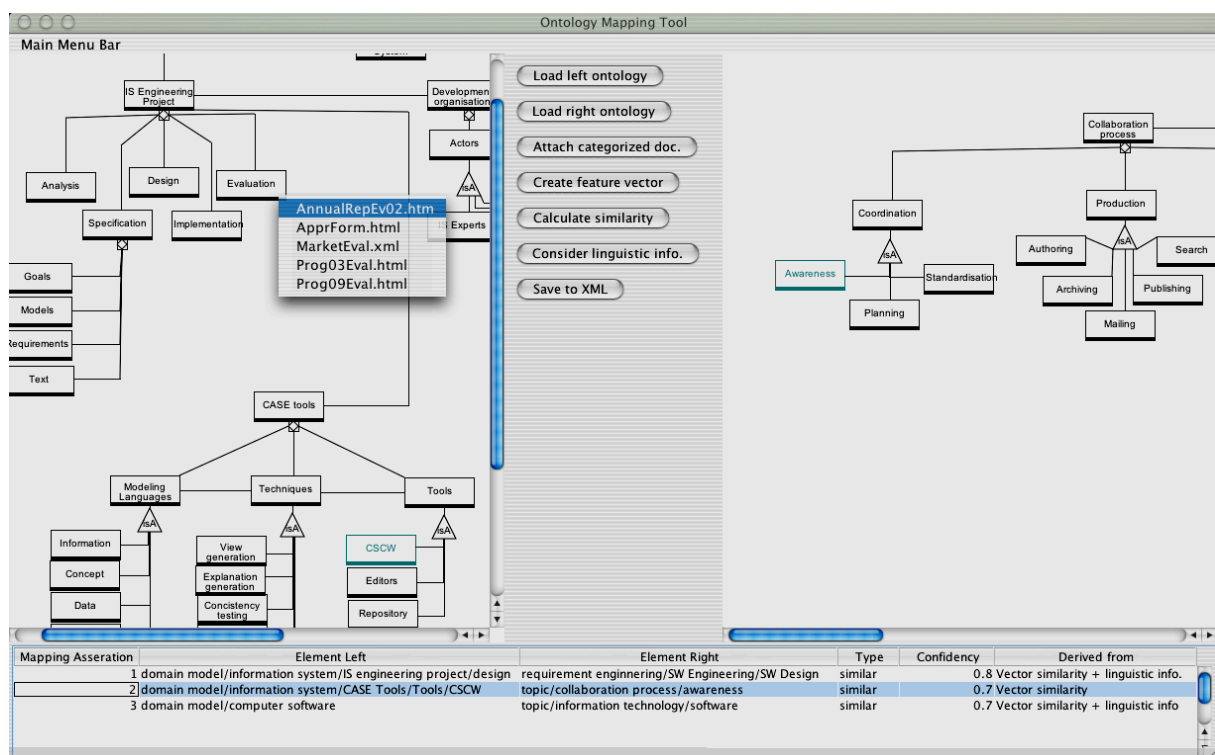 Ontology Mapping Tool
Main Menu Bar
IS Engineering
Project
Developmen
organisation
Actors
isA
IS Experts
Analysis
Design
Evaluation
Specification
Implementation
AnnualRepEv02.htm
ApprForm.html
MarketEval.xml
Prog03Eval.html
Prog09Eval.html
Goals
Models
Requirements
Text
CASE tools
Modeling
Languages
Techniques
Tools
isA
isA
isA
Information
Concept
Data
View
generation
Explanation
generation
Concistency
testing
CSCW
Editors
Repository
Load left ontology
Load right ontology
Attach categorized doc.
Create feature vector
Calculate similarity
Consider linguistic info.
Save to XML
Collaboration
process
Coordination
isA
Awareness
Standardisation
Planning
Production
isA
Authoring
Search
Archiving
Publishing
Mailing
Mapping Asseration Element Left Element Right Type Confidency Derived from
1 domain model/information system/IS engineering project/design requirement enginnering/SW Engineering/SW Design similar 0.8 Vector similarity + linguistic info.
2 domain model/information system/CASE Tools/Tools/CSCW topic/collaboration process/awareness similar 0.7 Vector similarity
3 domain model/computer software topic/information technology/software similar 0.7 Vector similarity + linguistic info